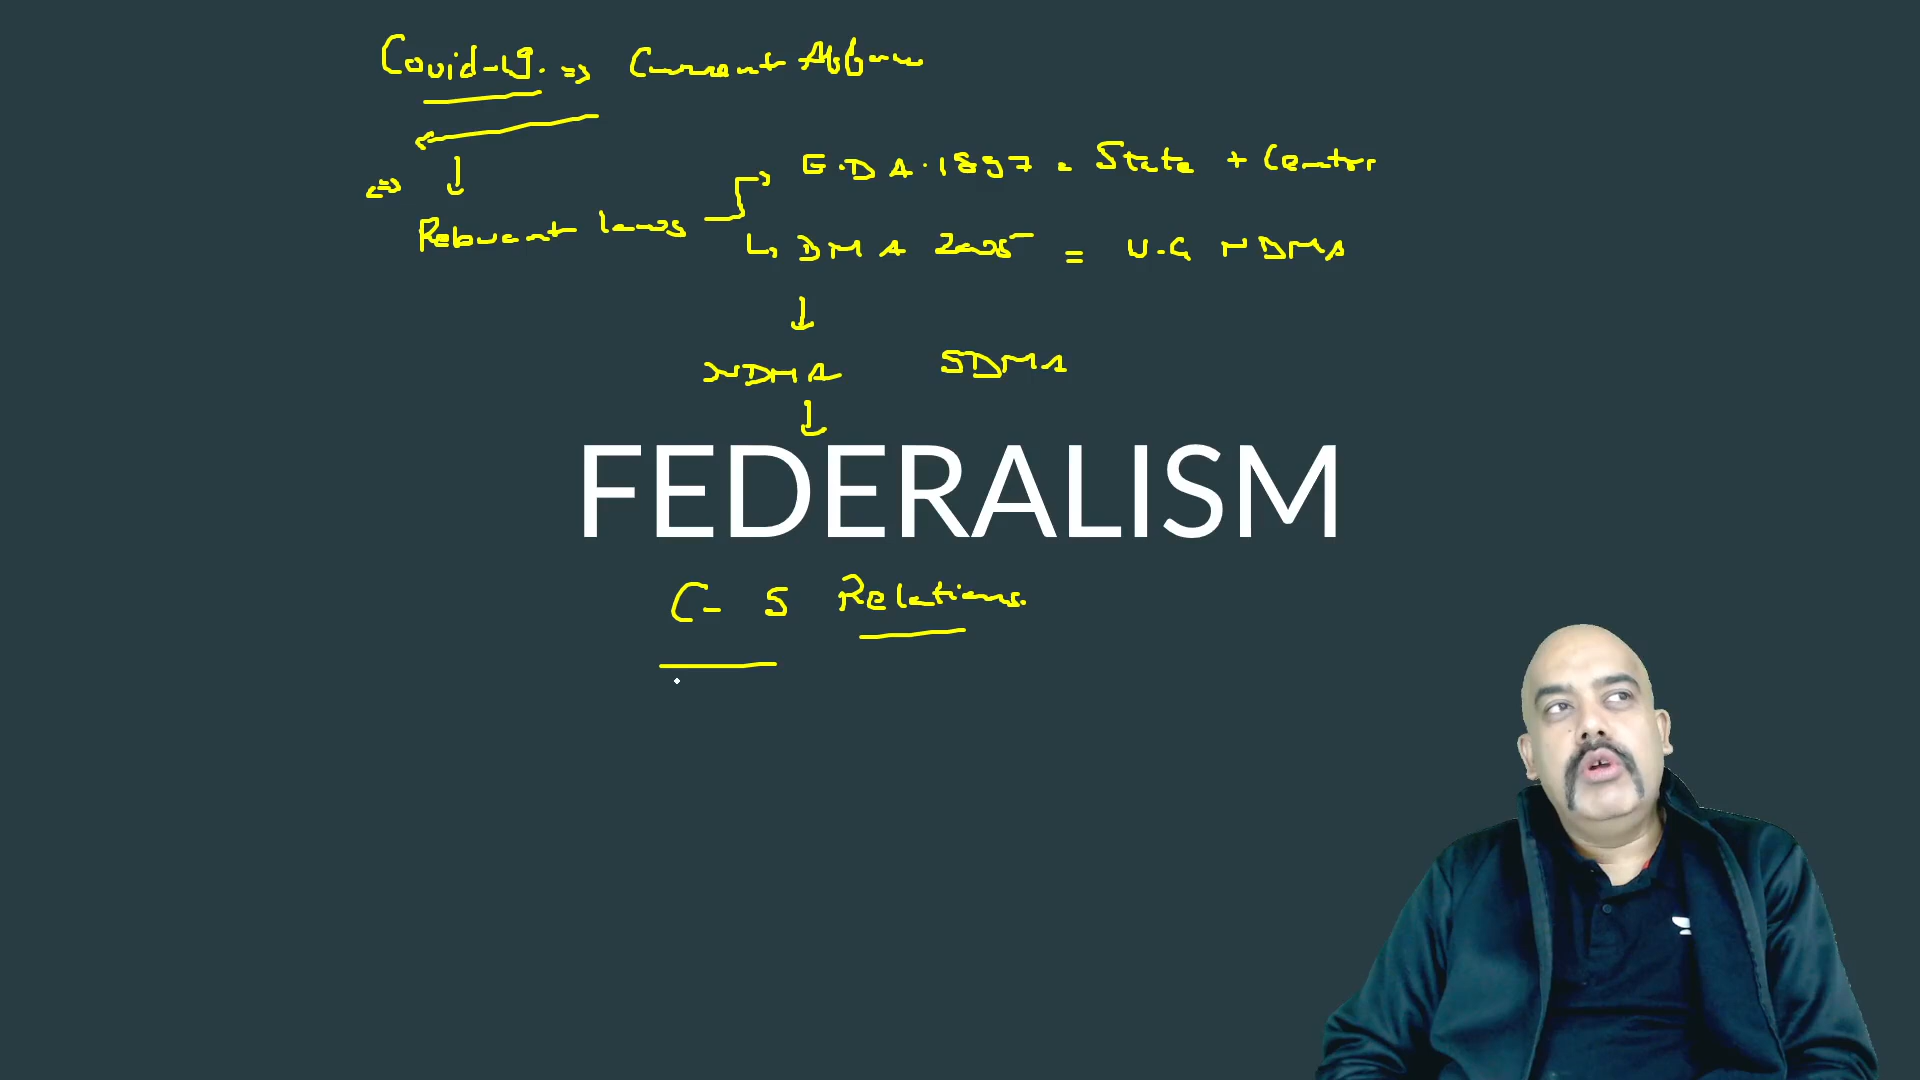 Covid-19. => Current Affairs
E.D A. 1897 = State + Center
Relevant laws
DMA 2005 = U.G NDMA
NDMA SDMA
FEDERALISM
C- S Relations.